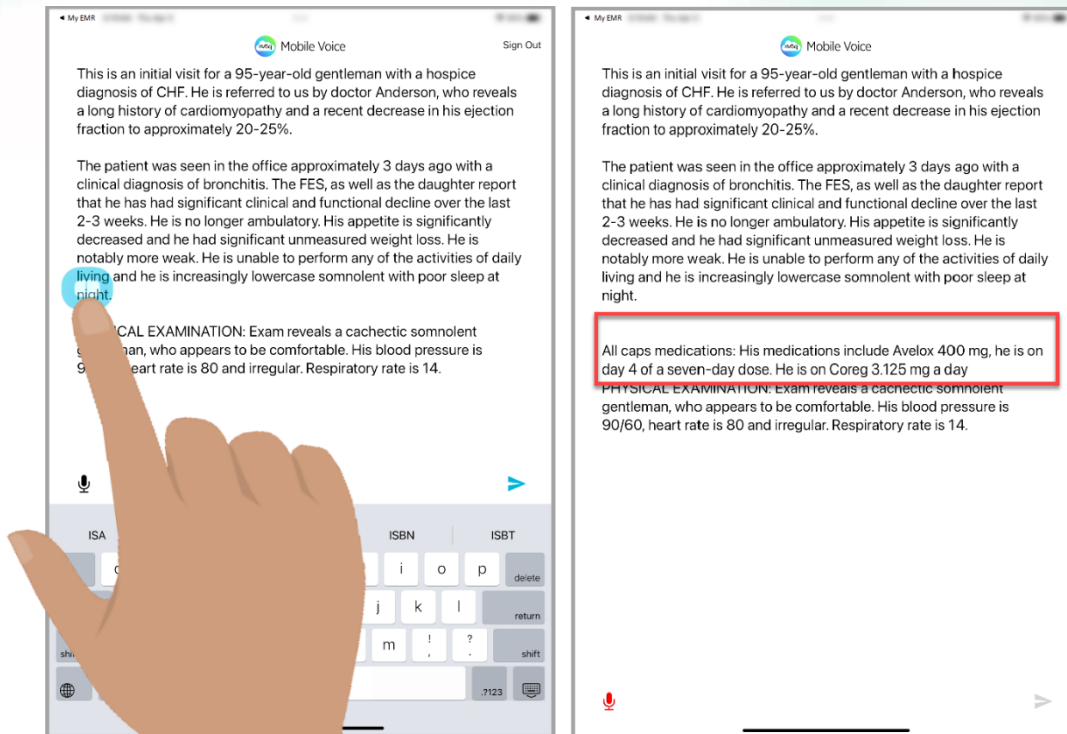 ◄ My EMR
Mobile Voice
Sign Out
This is an initial visit for a 95-year-old gentleman with a hospice
diagnosis of CHF. He is referred to us by doctor Anderson, who reveals
a long history of cardiomyopathy and a recent decrease in his ejection
fraction to approximately 20-25%.
The patient was seen in the office approximately 3 days ago with a
clinical diagnosis of bronchitis. The FES, as well as the daughter report
that he has had significant clinical and functional decline over the last
2-3 weeks. He is no longer ambulatory. His appetite is significantly
decreased and he had significant unmeasured weight loss. He is
notably more weak. He is unable to perform any of the activities of daily
living and he is increasingly lowercase somnolent with poor sleep at
night.
CAL EXAMINATION: Exam reveals a cachectic somnolent
an, who appears to be comfortable. His blood pressure is
9 eart rate is 80 and irregular. Respiratory rate is 14.
ISA
ISBN
ISBT
i o p delete
j k l return
m ! , ? . shift
.?123
◄ My EMR
Mobile Voice
This is an initial visit for a 95-year-old gentleman with a hospice
diagnosis of CHF. He is referred to us by doctor Anderson, who reveals
a long history of cardiomyopathy and a recent decrease in his ejection
fraction to approximately 20-25%.
The patient was seen in the office approximately 3 days ago with a
clinical diagnosis of bronchitis. The FES, as well as the daughter report
that he has had significant clinical and functional decline over the last
2-3 weeks. He is no longer ambulatory. His appetite is significantly
decreased and he had significant unmeasured weight loss. He is
notably more weak. He is unable to perform any of the activities of daily
living and he is increasingly lowercase somnolent with poor sleep at
night.
All caps medications: His medications include Avelox 400 mg, he is on
day 4 of a seven-day dose. He is on Coreg 3.125 mg a day
PHYSICAL EXAMINATION: Exam reveals a cachectic somnolent
gentleman, who appears to be comfortable. His blood pressure is
90/60, heart rate is 80 and irregular. Respiratory rate is 14.